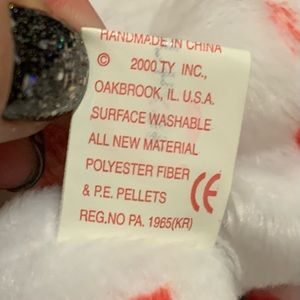 HANDMADE IN CHINA
© 2000 TY INC.,
OAKBROOK, IL. U.S.A.
SURFACE WASHABLE
ALL NEW MATERIAL
POLYESTER FIBER
& P.E. PELLETS CE
REG.NO PA. 1965(KR)